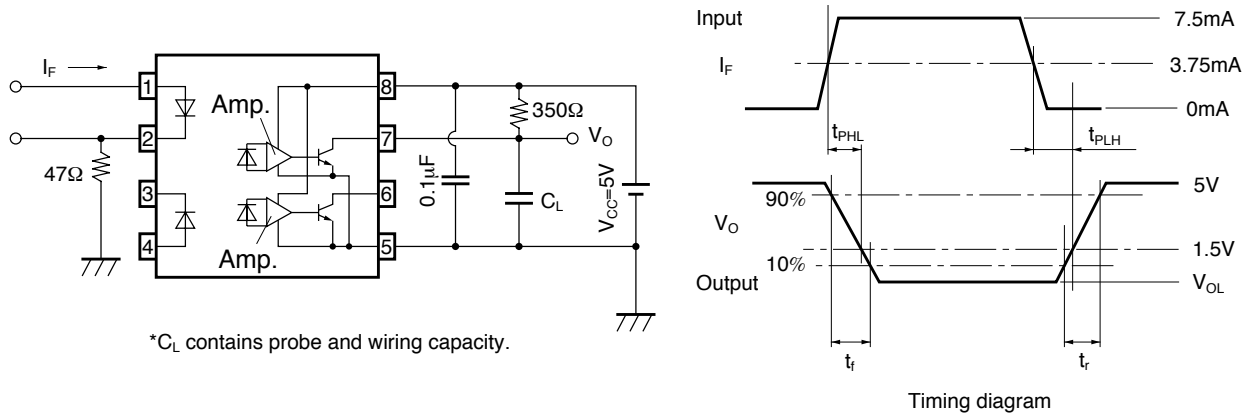 I_F
1
2
47Ω
3
4
Amp.
Amp.
8
7
6
5
0.1μF
350Ω
V_O
C_L
V_CC=5V
*C_L contains probe and wiring capacity.
Input
I_F
7.5mA
3.75mA
0mA
t_PHL
t_PLH
90%
5V
V_O
1.5V
10%
Output
V_OL
t_f
t_r
Timing diagram